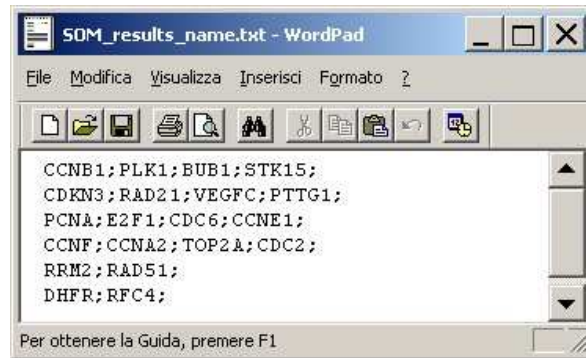 SOM_results_name.txt - WordPad
File Modifica Visualizza Inserisci Formato ?
CCNB1;PLK1;BUB1;STK15;
CDKN3;RAD21;VEGFC;PTTG1;
PCNA;E2F1;CDC6;CCNE1;
CCNF;CCNA2;TOP2A;CDC2;
RRM2;RAD51;
DHFR;RFC4;
Per ottenere la Guida, premere F1